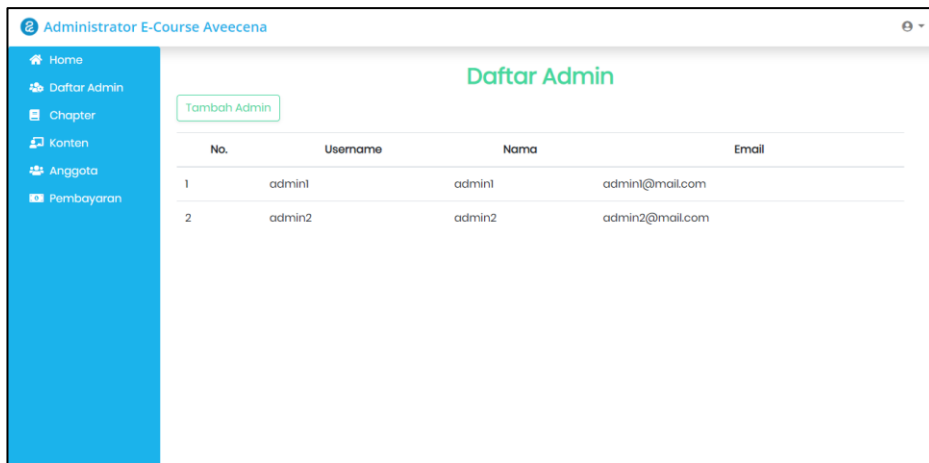 Administrator E-Course Aveecena
Home
Daftar Admin
Chapter
Konten
Anggota
Pembayaran
Daftar Admin
Tambah Admin
No. Username Nama Email
1 admin1 admin1 admin1@mail.com
2 admin2 admin2 admin2@mail.com